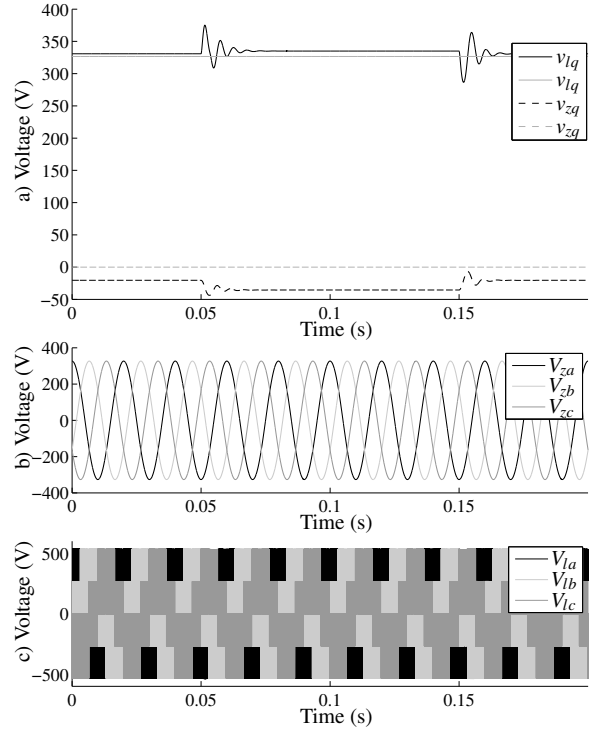 400
350
300
250
200
150
100
50
0
−50
a) Voltage (V)
v_lq
v_lq
v_zq
v_zq
0
0.05
0.1
0.15
Time (s)
400
200
0
−200
−400
b) Voltage (V)
V_za
V_zb
V_zc
0
0.05
0.1
0.15
Time (s)
500
0
−500
c) Voltage (V)
V_la
V_lb
V_lc
0
0.05
0.1
0.15
Time (s)